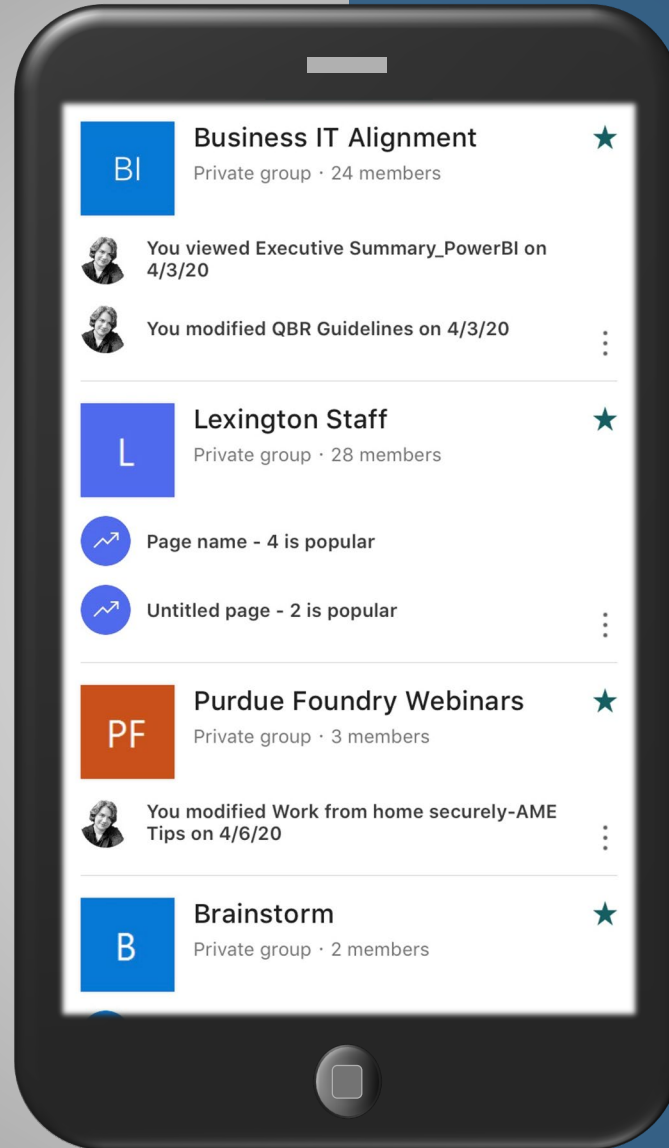 BI
Business IT Alignment
Private group · 24 members
You viewed Executive Summary_PowerBI on
4/3/20
You modified QBR Guidelines on 4/3/20
L
Lexington Staff
Private group · 28 members
Page name - 4 is popular
Untitled page - 2 is popular
PF
Purdue Foundry Webinars
Private group · 3 members
You modified Work from home securely-AME
Tips on 4/6/20
B
Brainstorm
Private group · 2 members